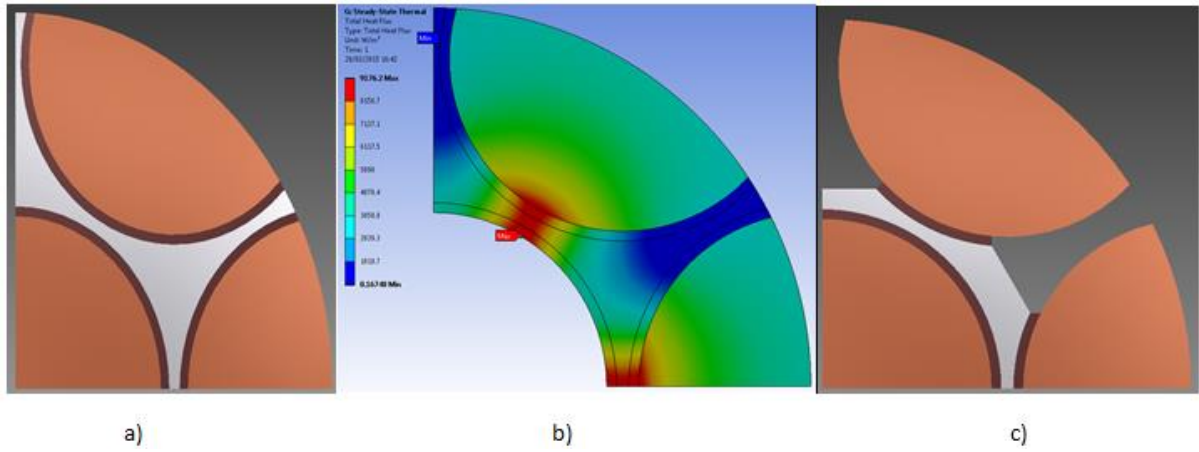 G: Steady-State Thermal
Total Heat Flux
Type: Total Heat Flux
Unit: W/m²
Time: 1
Min
9176.2 Max
8156.7
7137.1
6117.5
4078.4
3058.8
2039.3
1019.7
0.16748 Min
Max
a)
b)
c)